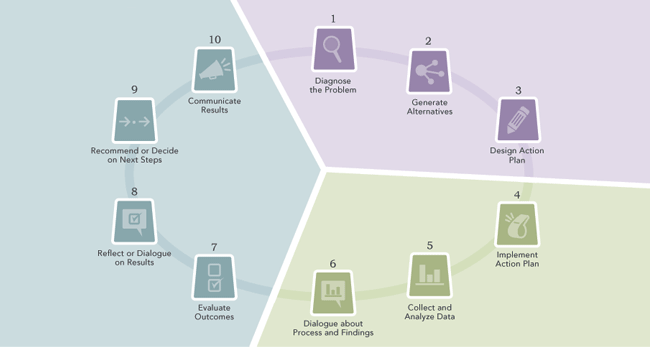 1
Diagnose
the Problem
2
Generate
Alternatives
3
Design Action
Plan
4
Implement
Action Plan
5
Collect and
Analyze Data
6
Dialogue about
Process and Findings
7
Evaluate
Outcomes
8
Reflect or Dialogue
on Results
9
Recommend or Decide
on Next Steps
10
Communicate
Results